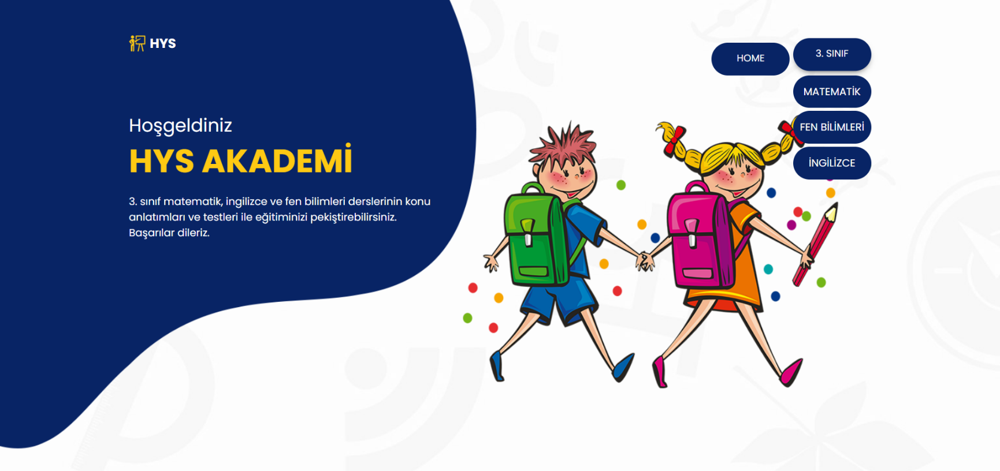 HYS
HOME
3. SINIF
MATEMATİK
FEN BİLİMLERİ
İNGİLİZCE
Hoşgeldiniz
HYS AKADEMİ
3. sınıf matematik, ingilizce ve fen bilimleri derslerinin konu
anlatımları ve testleri ile eğitiminizi pekiştirebilirsiniz.
Başarılar dileriz.